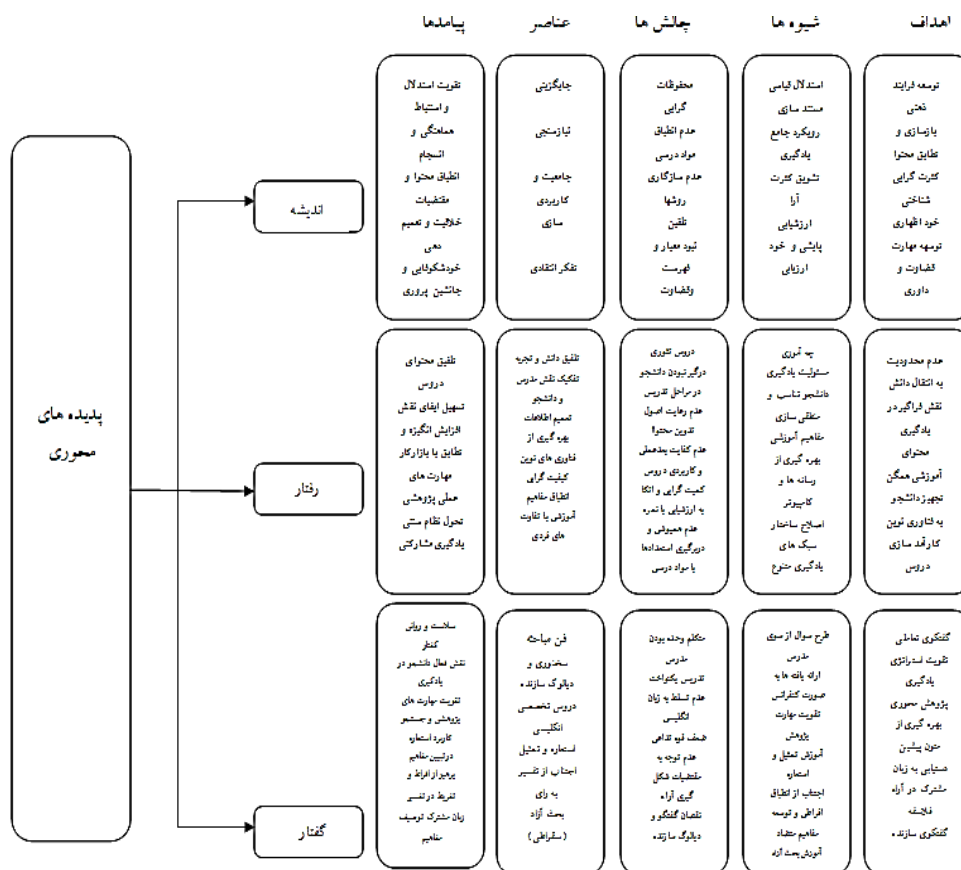 اهداف
شیوه ها
چالش ها
عناصر
پیامدها
پدیده های
محوری
اندیشه
توسعه فرایند
ذهنی
بازسازی و
تطابق محتوا
کثرت گرایی
شناختی
خود اظهاری
توسعه مهارت
قضاوت و
داوری
استدلال قیاسی
مستند سازی
رویکرد جامع
یادگیری
تشویق کثرت
آرا
ارزشیابی
پایشی و خود
ارزیابی
محفوظات
گرایی
عدم انطباق
مواد درسی
عدم سازگاری
روشها
تلقین
نبود معیار و
فهرست
وقضاوت
جایگزینی
نیازسنجی
جامعیت و
کاربردی
سازی
تفکر انتقادی
تقویت استدلال
و استنباط
هماهنگی و
انسجام
انطباق محتوا و
مقتضیات
خلاقیت و تعمیم
دهی
خودشکوفایی و
جانشین پروری
رفتار
عدم محدودیت
به انتقال دانش
نقش فراگیر در
یادگیری
محتوای
آموزشی همگن
تجهیز دانشجو
به فناوری نوین
کارآمد سازی
دروس
چه آموزی
مسئولیت یادگیری
دانشجو تناسب و
منطقی سازی
مفاهیم آموزشی
بهره گیری از
رسانه ها و
کامپیوتر
اصلاح ساختار
سبک های
یادگیری متنوع
دروس تئوری
درگیر نبودن دانشجو
در مراحل تدریس
عدم رعایت اصول
تدوین محتوا
عدم کفایت بعدعملی
و کاربردی دروس
کمیت گرایی و اتکا
به ارزشیابی با نمره
عدم همپوشی و
دربرگیری استعدادها
با مواد درسی
تلفیق دانش و تجربه
تفکیک نقش مدرس
و دانشجو
تعمیم اطلاعات
بهره گیری از
فناوری های نوین
کیفیت گرایی
انطباق مفاهیم
آموزشی با تفاوت
های فردی
تلفیق محتوای
دروس
تسهیل ایفای نقش
افزایش انگیزه و
تطابق با بازارکار
مهارت های
عملی پژوهشی
تحول نظام سنتی
یادگیری مشارکتی
گفتار
گفتگوی تعاملی
تقویت استراتژی
یادگیری
پژوهش محوری
بهره گیری از
متون پیشین
دستیابی به زبان
مشترک در آراء
فلاسفه
گفتگوی سازنده
طرح سوال از سوی
مدرس
ارائه یافته ها به
صورت کنفرانس
تقویت مهارت
پژوهش
آموزش تمثیل و
استعاره
اجتناب از انطباق
افراطی و توسعه
مفاهیم متضاد
آموزش بحث آزاد
متکلم وحده بودن
مدرس
تدریس یکنواخت
عدم تسلط به زبان
انگلیسی
ضعف قوه تداعی
عدم توجه به
مقتضیات شکل
گیری آراء
نقصان گفتگو و
دیالوگ سازنده
فن مباحثه
سخنوری و
دیالوگ سازنده
دروس تخصصی
انگلیسی
استعاره و تمثیل
اجتناب از تفسیر
به رای
بحث آزاد
(سقراطی)
سلاست و روانی
گفتار
نقش فعال دانشجو در
یادگیری
تقویت مهارت های
پژوهشی و جستجو
کاربرد استعاره
در تبیین مفاهیم
پرهیز از افراط و
تفریط در تفسیر
زبان مشترک توصیف
مفاهیم